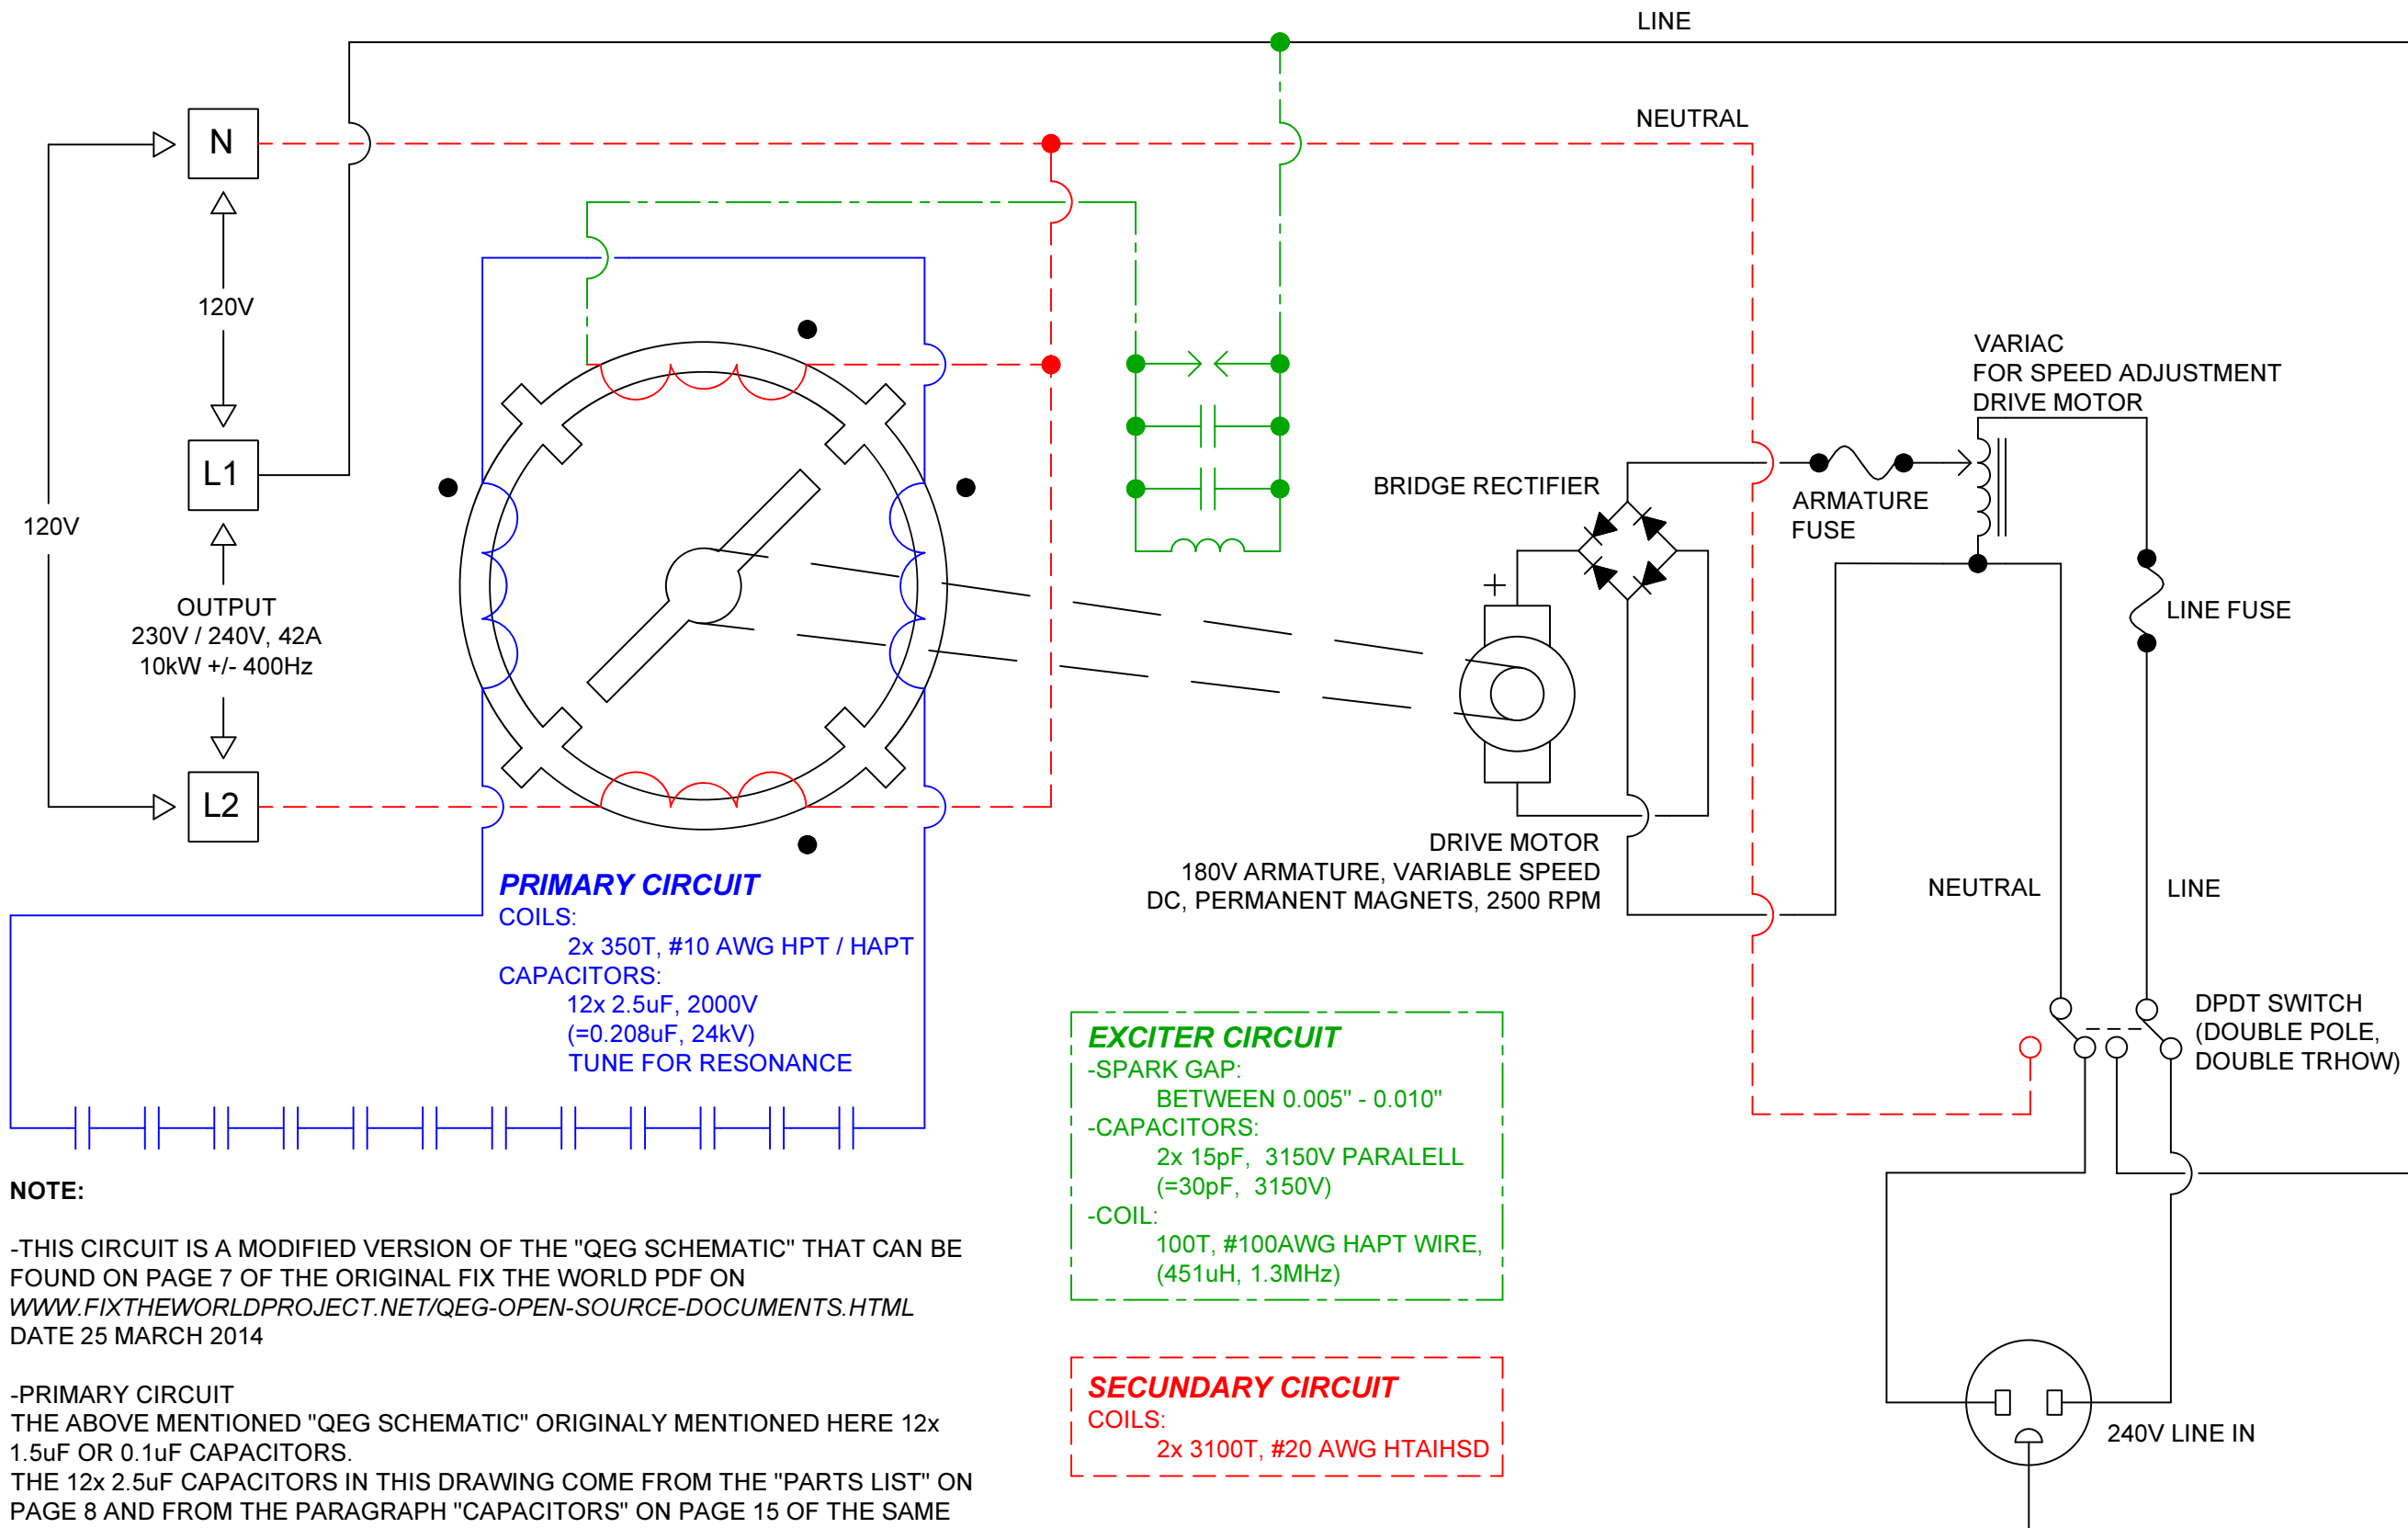 LINE
N
NEUTRAL
120V
VARIAC
FOR SPEED ADJUSTMENT
DRIVE MOTOR
L1
BRIDGE RECTIFIER
ARMATURE
FUSE
120V
+
OUTPUT
230V / 240V, 42A
10kW +/- 400Hz
LINE FUSE
L2
DRIVE MOTOR
180V ARMATURE, VARIABLE SPEED
DC, PERMANENT MAGNETS, 2500 RPM
NEUTRAL
LINE
PRIMARY CIRCUIT
COILS:
2x 350T, #10 AWG HPT / HAPT
CAPACITORS:
12x 2.5uF, 2000V
(=0.208uF, 24kV)
TUNE FOR RESONANCE
DPDT SWITCH
(DOUBLE POLE,
DOUBLE TRHOW)
EXCITER CIRCUIT
-SPARK GAP:
BETWEEN 0.005" - 0.010"
-CAPACITORS:
2x 15pF, 3150V PARALELL
(=30pF, 3150V)
-COIL:
100T, #100AWG HAPT WIRE,
(451uH, 1.3MHz)
SECUNDARY CIRCUIT
COILS:
2x 3100T, #20 AWG HTAIHSD
240V LINE IN
NOTE:
-THIS CIRCUIT IS A MODIFIED VERSION OF THE "QEG SCHEMATIC" THAT CAN BE
FOUND ON PAGE 7 OF THE ORIGINAL FIX THE WORLD PDF ON
WWW.FIXTHEWORLDPROJECT.NET/QEG-OPEN-SOURCE-DOCUMENTS.HTML
DATE 25 MARCH 2014
-PRIMARY CIRCUIT
THE ABOVE MENTIONED "QEG SCHEMATIC" ORIGINALY MENTIONED HERE 12x
1.5uF OR 0.1uF CAPACITORS.
THE 12x 2.5uF CAPACITORS IN THIS DRAWING COME FROM THE "PARTS LIST" ON
PAGE 8 AND FROM THE PARAGRAPH "CAPACITORS" ON PAGE 15 OF THE SAME